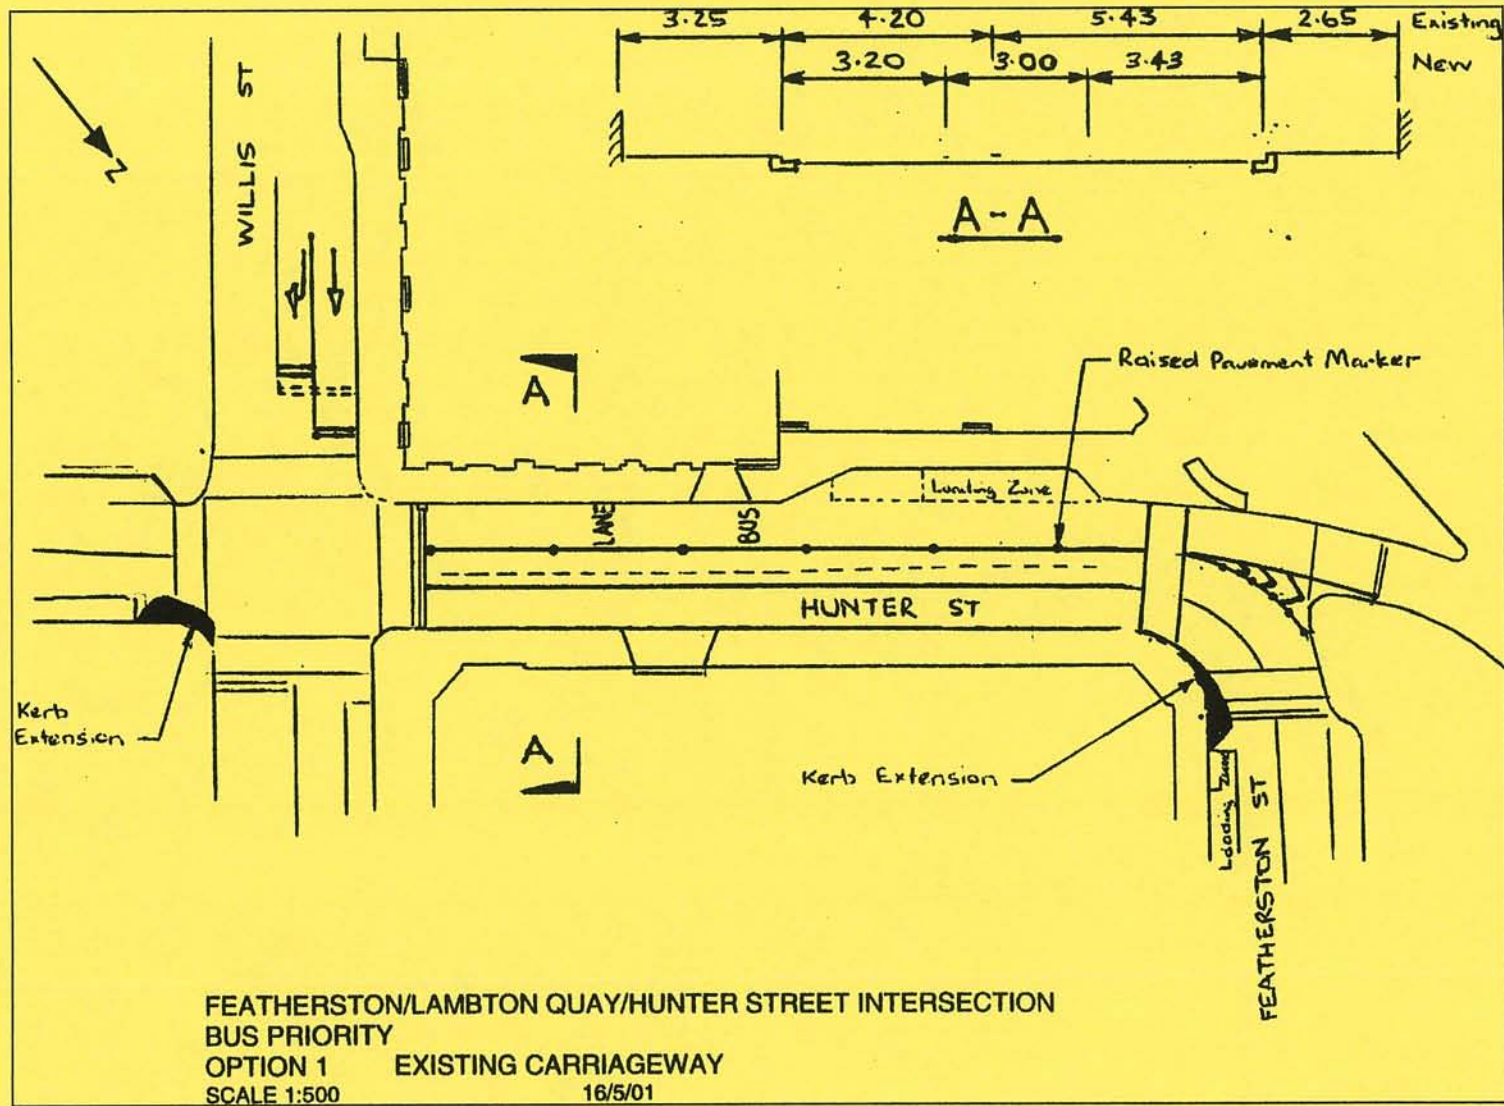 3.25 4.20 5.43 2.65 Existing
3.20 3.00 3.43 New
A-A
WILLIS ST
N
A
Raised Pavement Marker
Loading Zone
LANE
BUS
HUNTER ST
Kerb
Extension
A
Kerb Extension
Loading Zone
FEATHERSTON ST
FEATHERSTON/LAMBTON QUAY/HUNTER STREET INTERSECTION
BUS PRIORITY
OPTION 1 EXISTING CARRIAGEWAY
SCALE 1:500 16/5/01